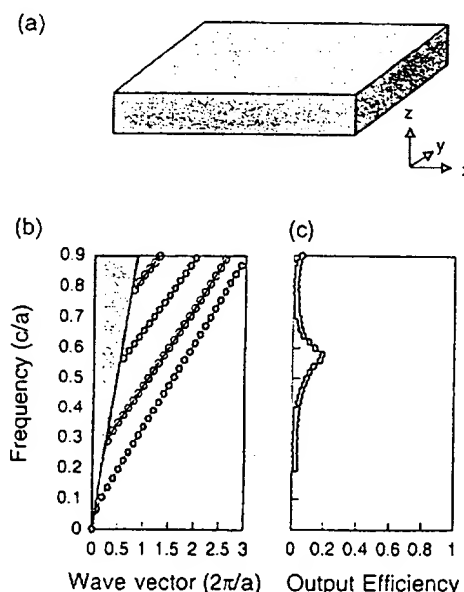 (a)
z
y
(b)
(c)
0.9
0.8
0.7
0.6
0.5
0.4
0.3
0.2
0.1
0
Frequency (c/a)
0 0.5 1 1.5 2 2.5 3
0 0.2 0.4 0.6 0.8 1
Wave vector (2π/a)
Output Efficiency